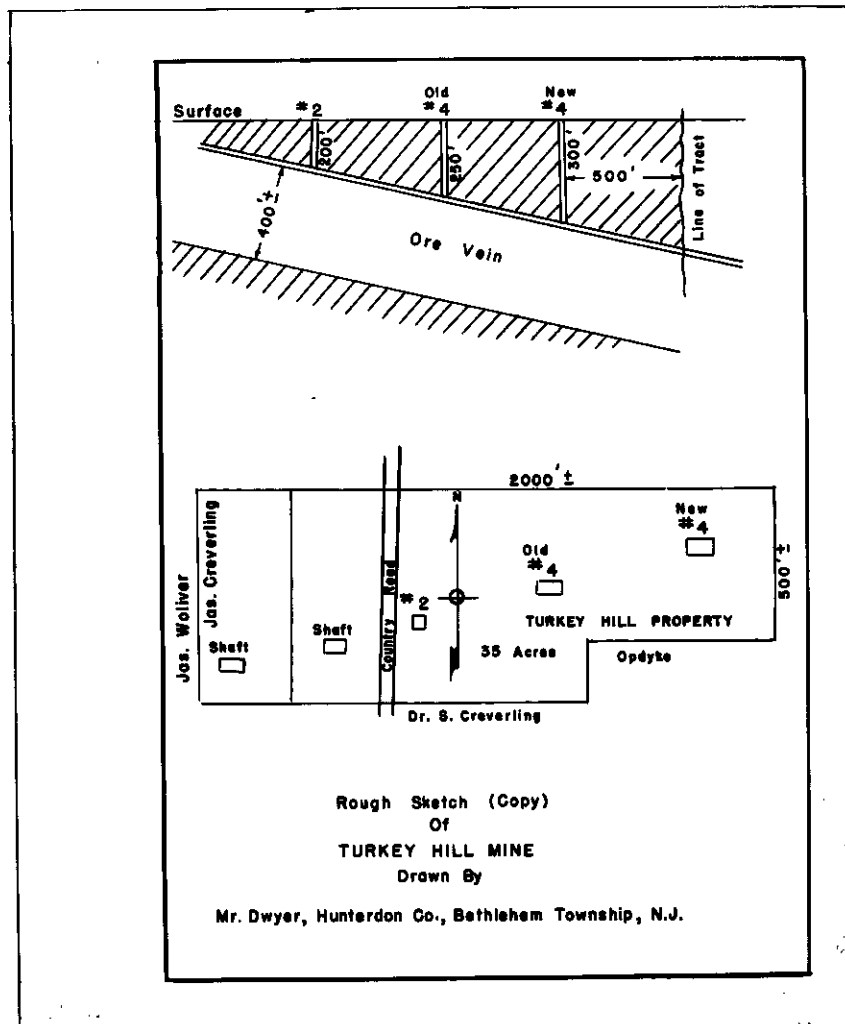 Surface
#2
Old
#4
New
#4
200'
250'
300'
500'
Line of Tract
400'±
Ore Vein
2000'±
N
Jas. Woliver
Jas. Creverling
Shaft
Shaft
Country Road
#2
Old
#4
New
#4
500'±
TURKEY HILL PROPERTY
35 Acres
Opdyke
Dr. S. Creverling
Rough Sketch (Copy)
Of
TURKEY HILL MINE
Drawn By
Mr. Dwyer, Hunterdon Co., Bethlehem Township, N.J.